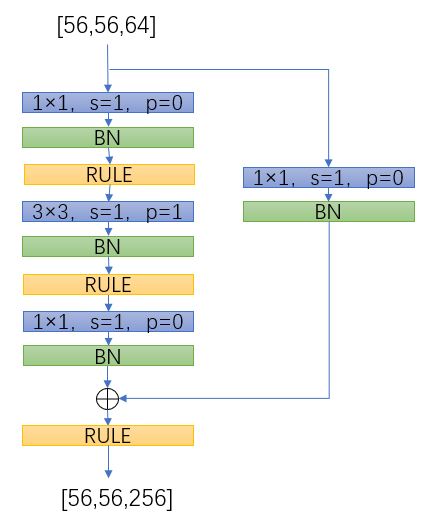 [56,56,64]
1×1, s=1, p=0
BN
RULE
3×3, s=1, p=1
BN
RULE
1×1, s=1, p=0
BN
RULE
[56,56,256]
1×1, s=1, p=0
BN